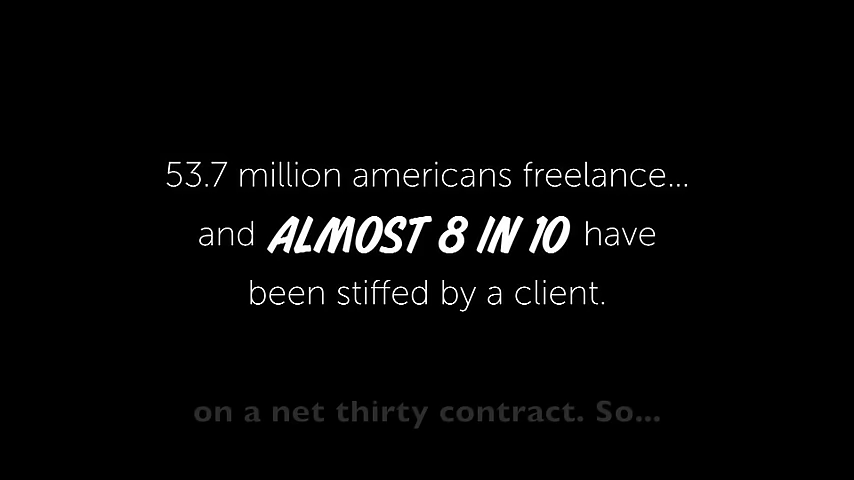 53.7 million americans freelance...
and ALMOST 8 IN 10 have
been stiffed by a client.
on a net thirty contract. So...